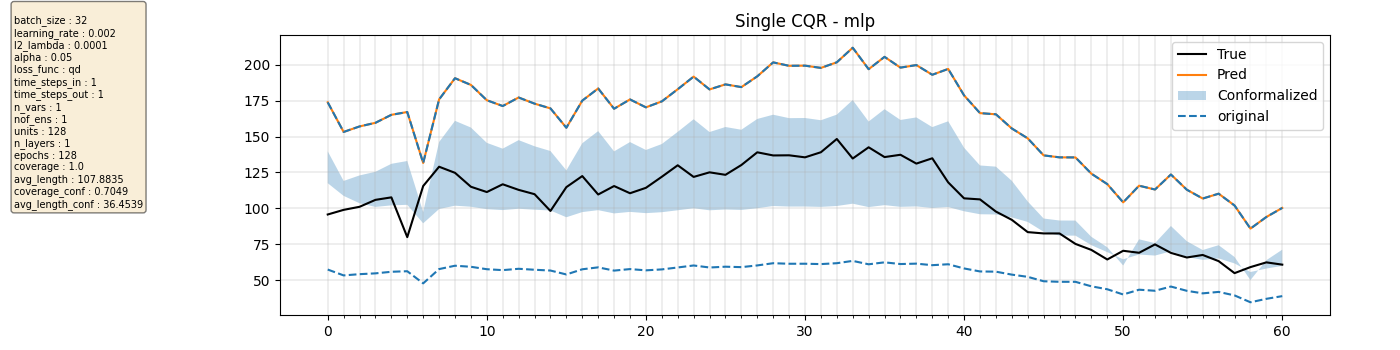 batch_size : 32
learning_rate : 0.002
l2_lambda : 0.0001
alpha : 0.05
loss_func : qd
time_steps_in : 1
time_steps_out : 1
n_vars : 1
nof_ens : 1
units : 128
n_layers : 1
epochs : 128
coverage : 1.0
avg_length : 107.8835
coverage_conf : 0.7049
avg_length_conf : 36.4539
Single CQR - mlp
True
Pred
Conformalized
original
200
175
150
125
100
75
50
0 10 20 30 40 50 60